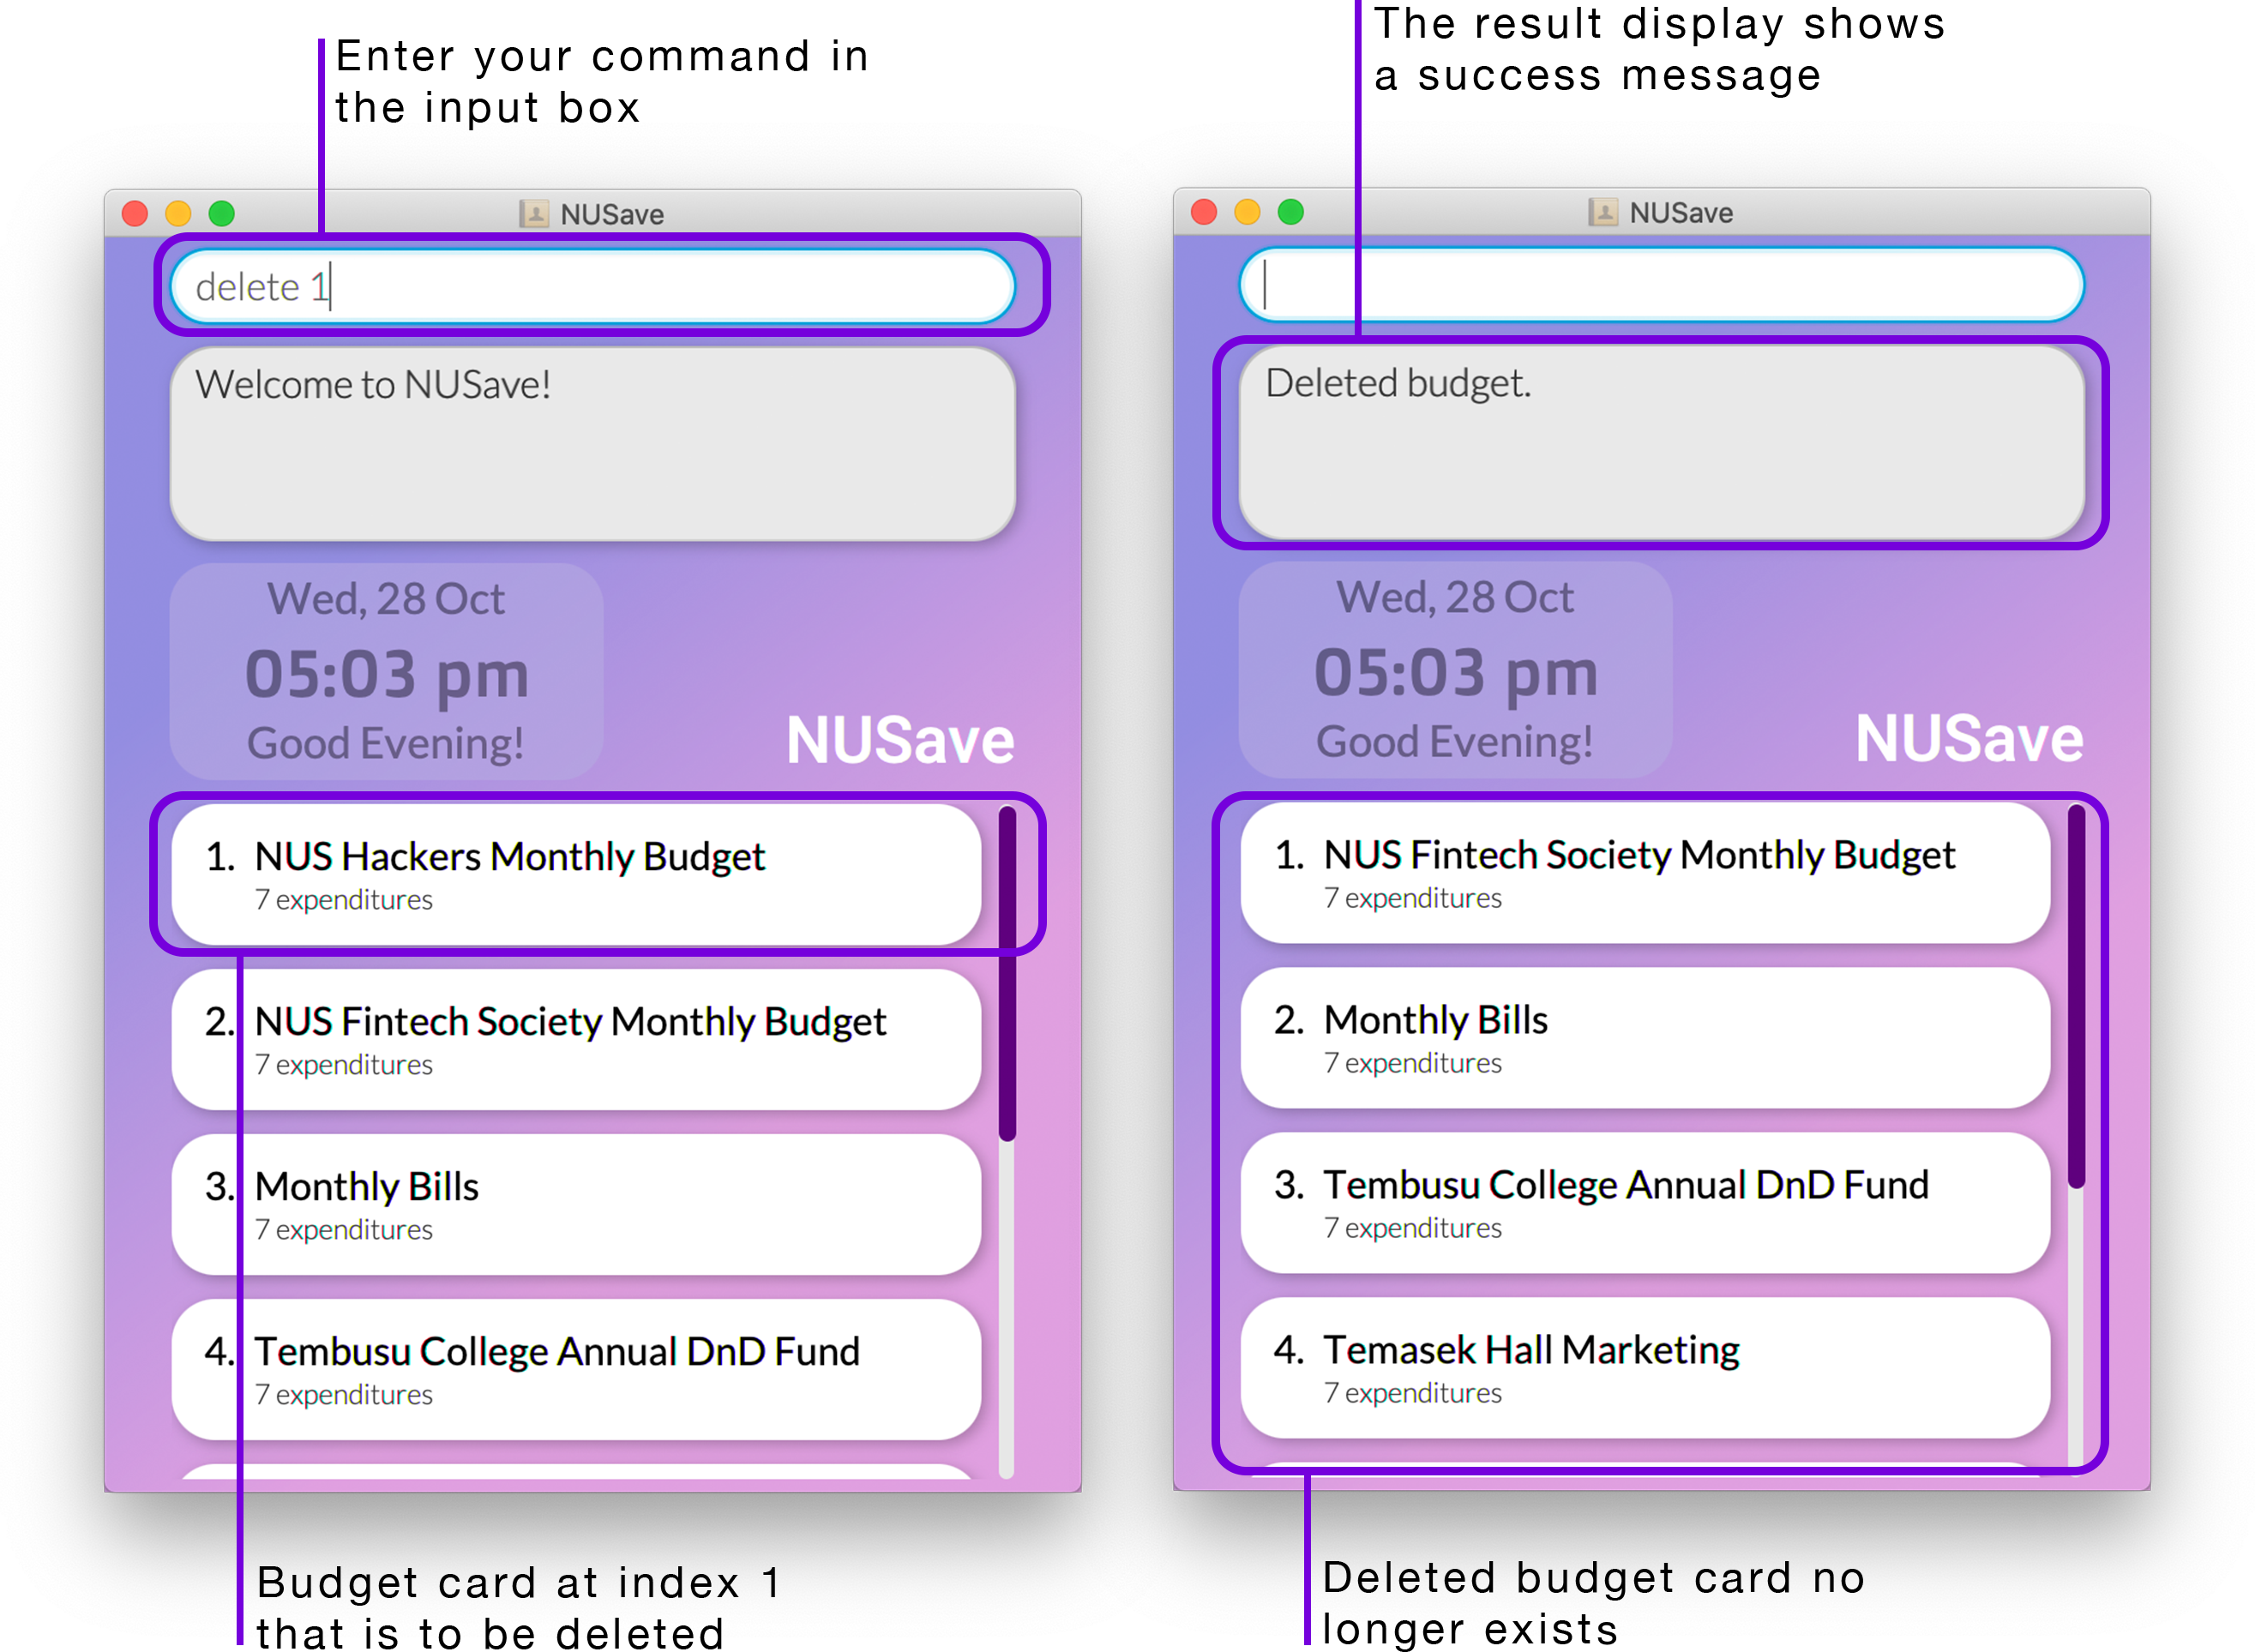 Enter your command in
the input box
NUSave
delete 1
Welcome to NUSave!
Wed, 28 Oct
05:03 pm
Good Evening!
NUSave
1. NUS Hackers Monthly Budget
7 expenditures
2. NUS Fintech Society Monthly Budget
7 expenditures
3. Monthly Bills
7 expenditures
4. Tembusu College Annual DnD Fund
7 expenditures
Budget card at index 1
that is to be deleted
The result display shows
a success message
NUSave
Deleted budget.
Wed, 28 Oct
05:03 pm
Good Evening!
NUSave
1. NUS Fintech Society Monthly Budget
7 expenditures
2. Monthly Bills
7 expenditures
3. Tembusu College Annual DnD Fund
7 expenditures
4. Temasek Hall Marketing
7 expenditures
Deleted budget card no
longer exists